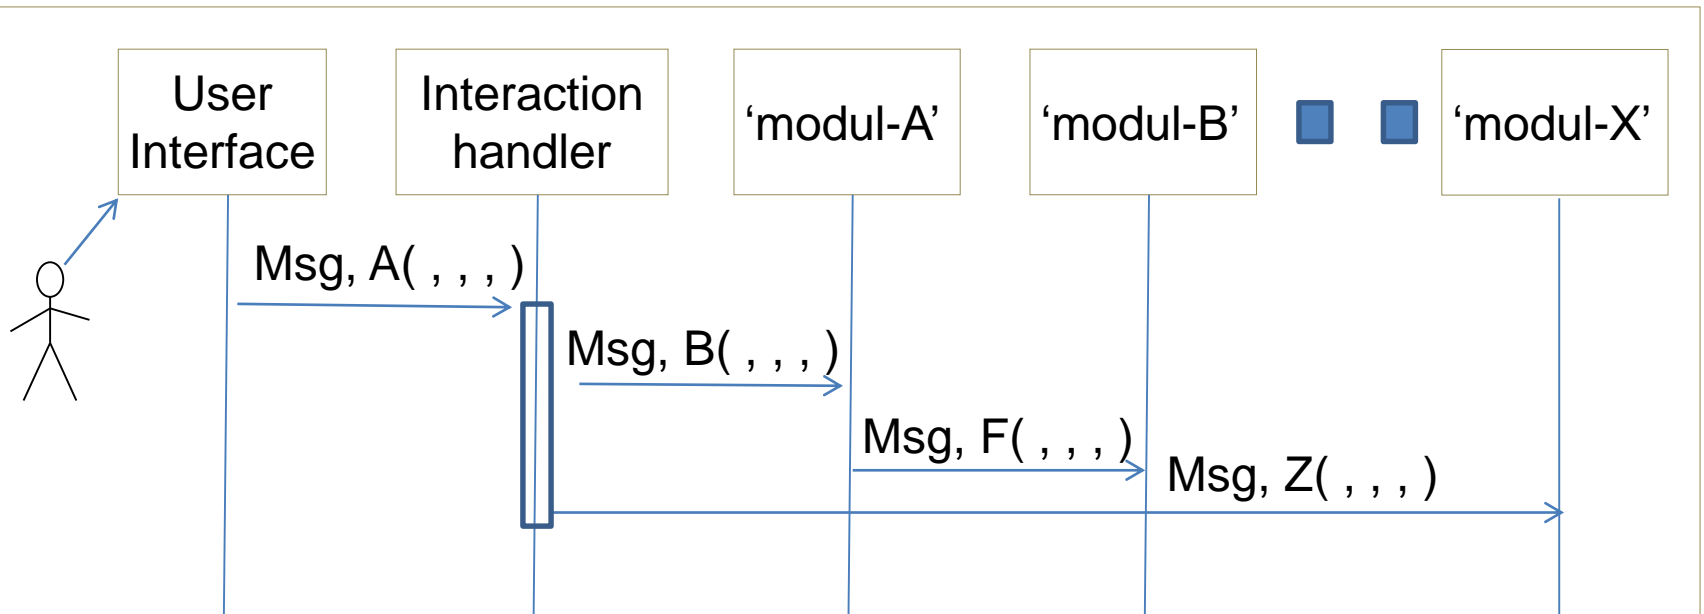 User
Interface
Interaction
handler
‘modul-A’
‘modul-B’
‘modul-X’
Msg, A( , , , )
Msg, B( , , , )
Msg, F( , , , )
Msg, Z( , , , )